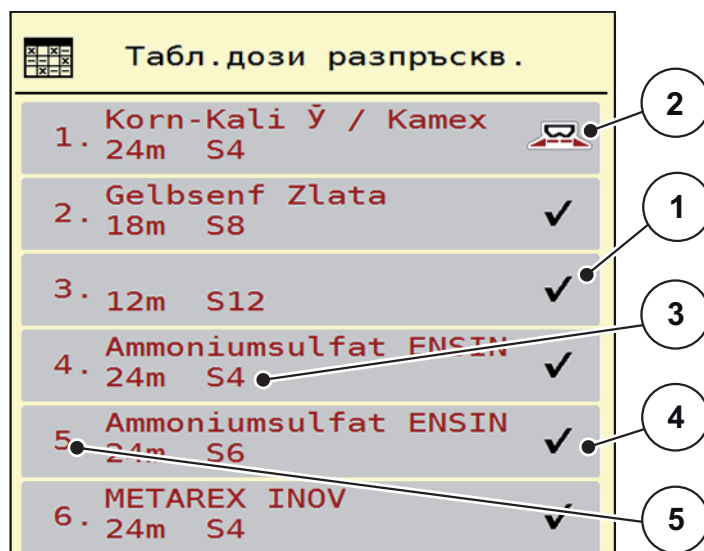 Табл.дози разпръскв.
1. Korn-Kali Ў / Kamex
24m S4
2. Gelbsenf Zlata
18m S8
3.
12m S12
4. Ammoniumsulfat ENSIN
24m S4
5. Ammoniumsulfat ENSIN
24m S6
6. METAREX INOV
24m S4
2
1
3
4
5